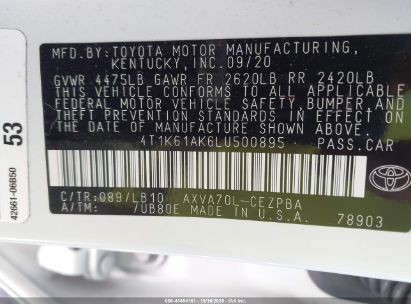 MFD.BY:TOYOTA MOTOR MANUFACTURING,
KENTUCKY, INC. 09/20
GVWR 4475LB GAWR FR 2620LB RR 2420LB
THIS VEHICLE CONFORMS TO ALL APPLICABLE
FEDERAL MOTOR VEHICLE SAFETY, BUMPER, AND
THEFT PREVENTION STANDARDS IN EFFECT ON
THE DATE OF MANUFACTURE SHOWN ABOVE.
4T1K61AK6LU500895 PASS.CAR
C/TR:089/LB10 AXVA70L-CEZPBA
A/TM: /UB80E MADE IN U.S.A. 78903
TOYOTA
53
42661-06B50